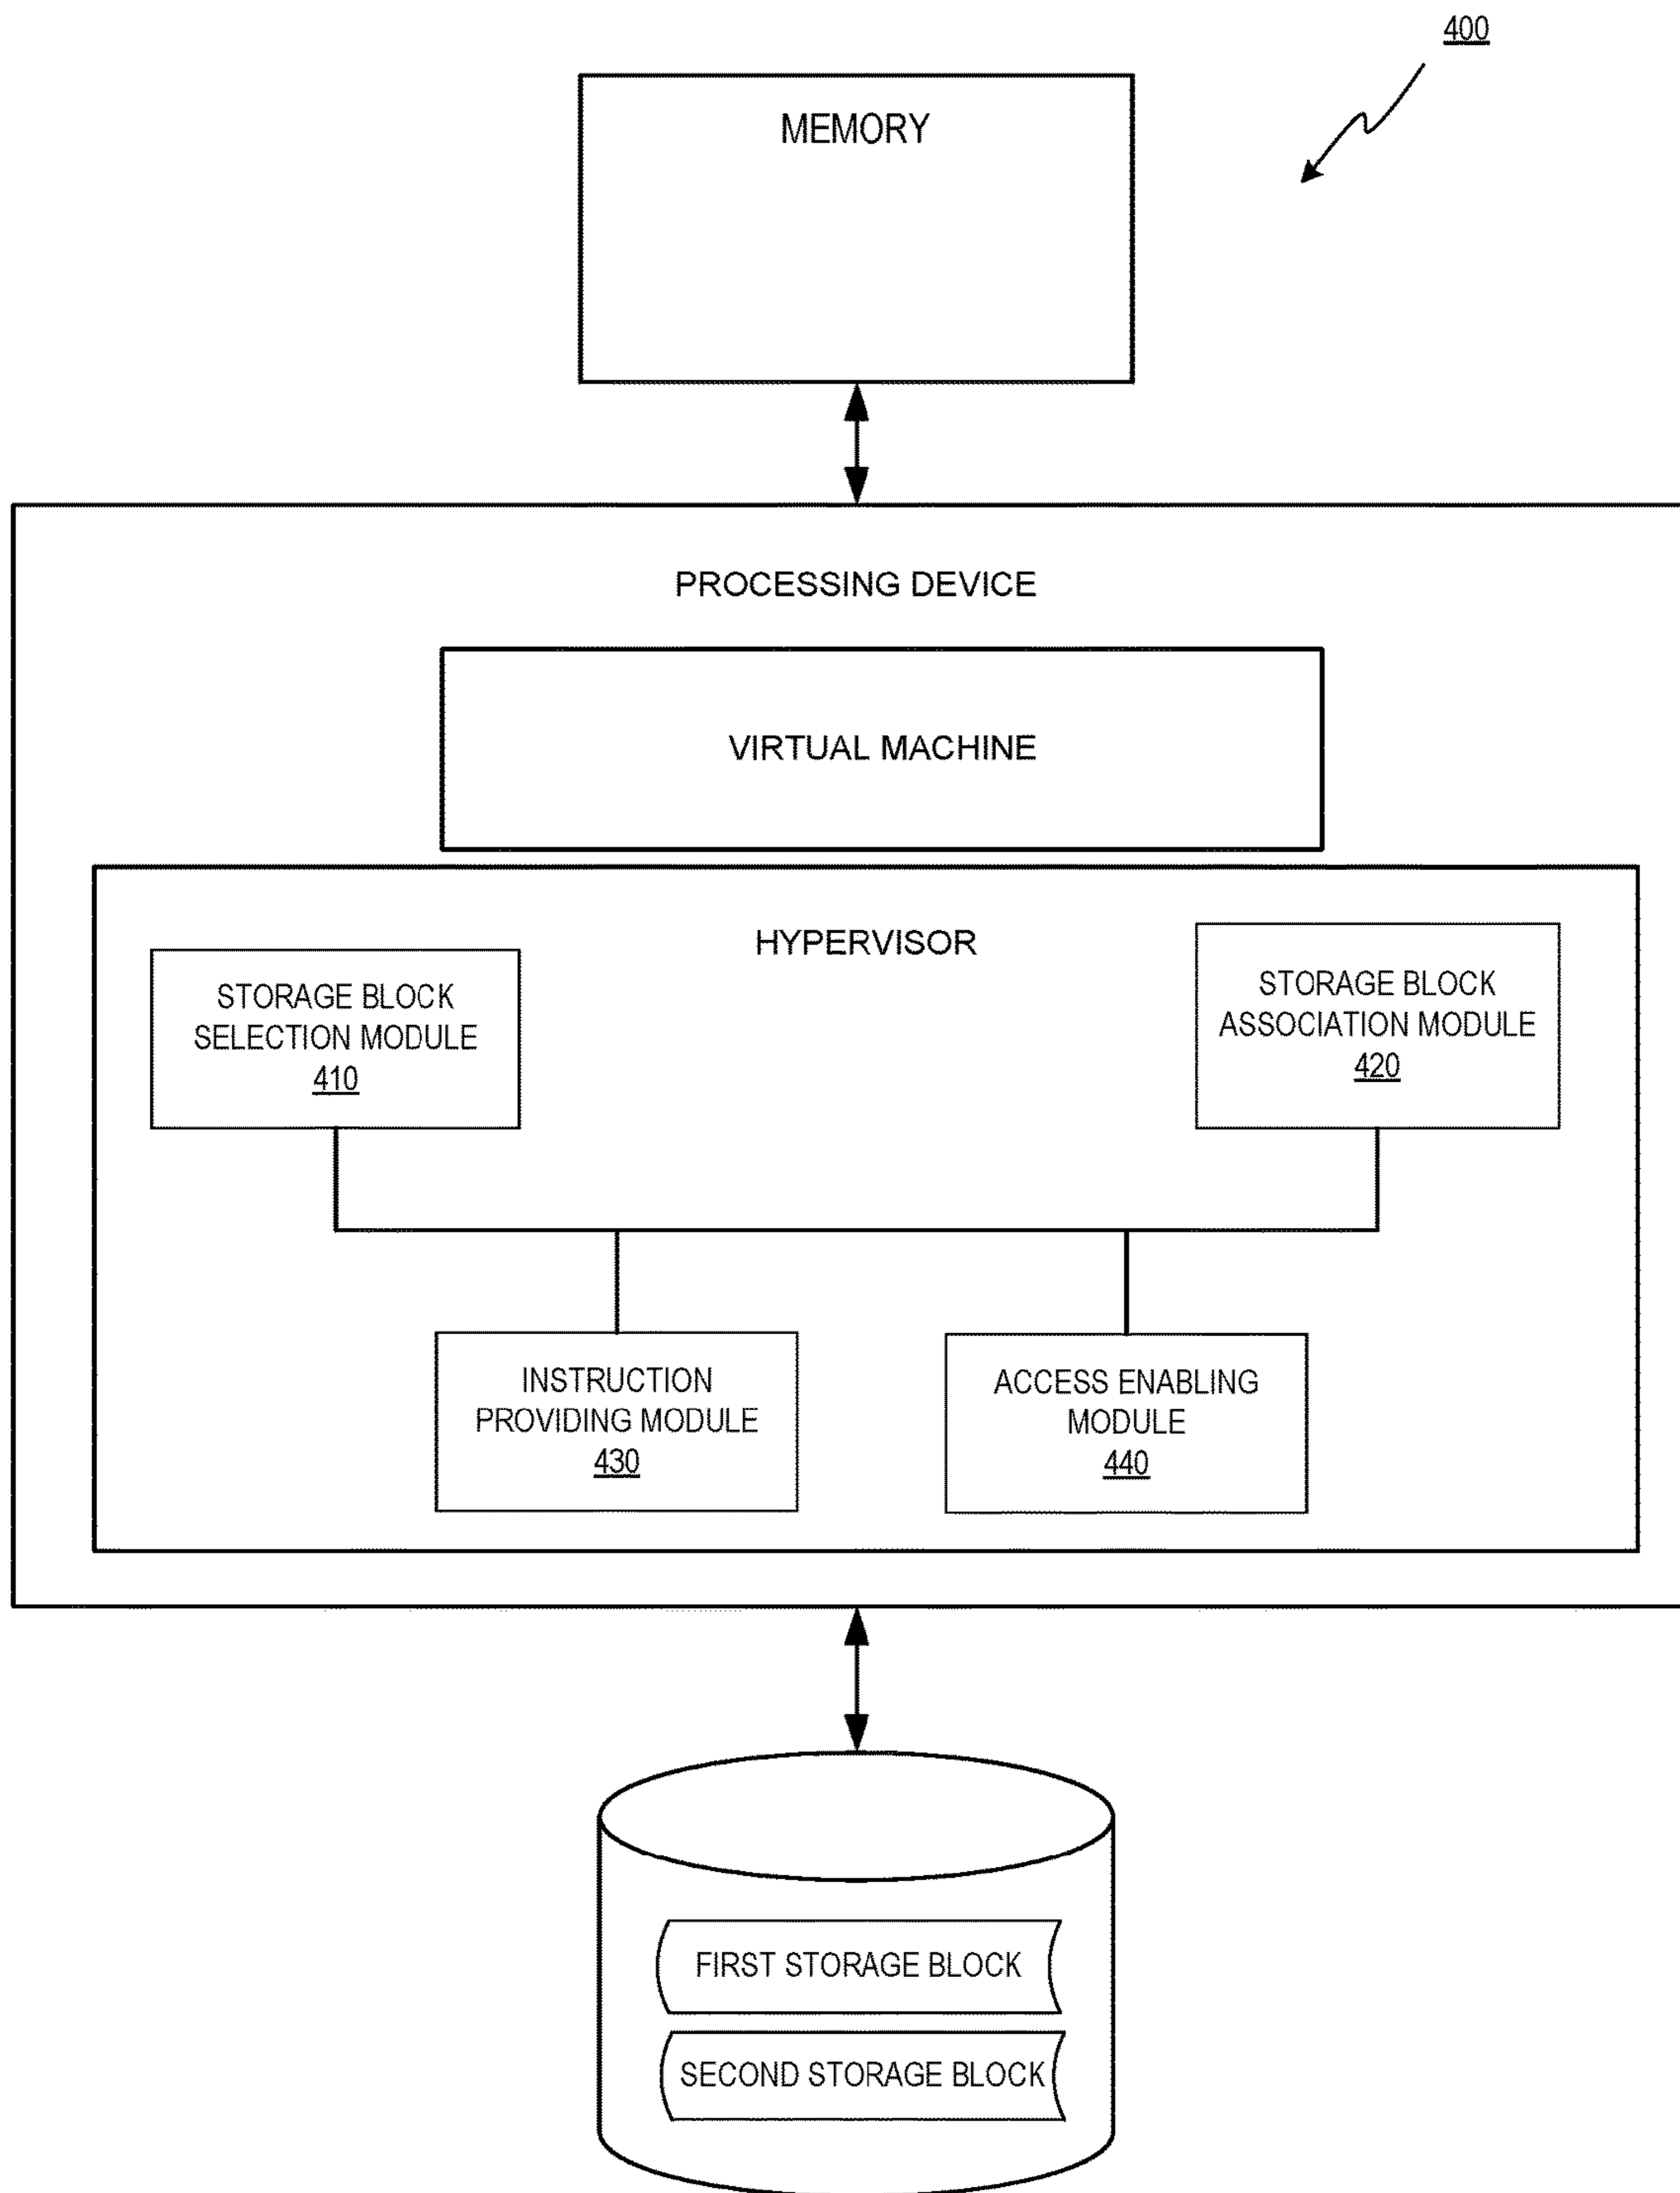 400
MEMORY
PROCESSING DEVICE
VIRTUAL MACHINE
HYPERVISOR
STORAGE BLOCK
SELECTION MODULE
410
STORAGE BLOCK
ASSOCIATION MODULE
420
INSTRUCTION
PROVIDING MODULE
430
ACCESS ENABLING
MODULE
440
FIRST STORAGE BLOCK
SECOND STORAGE BLOCK